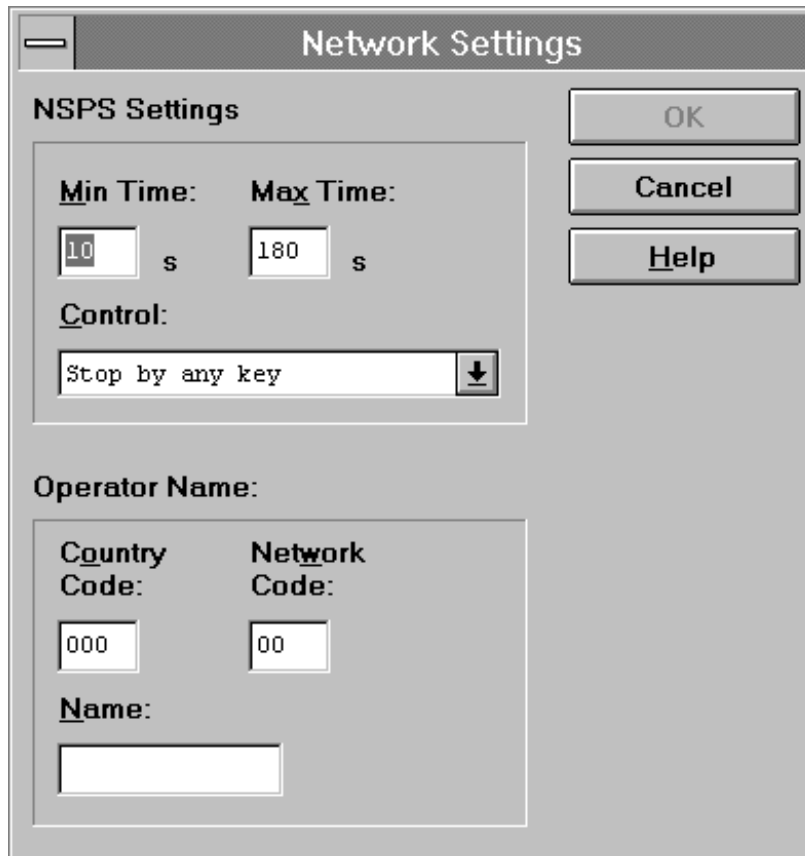 Network Settings
NSPS Settings
OK
Min Time: Max Time:
Cancel
10 s 180 s
Help
Control:
Stop by any key
Operator Name:
Country Network
Code: Code:
000 00
Name: